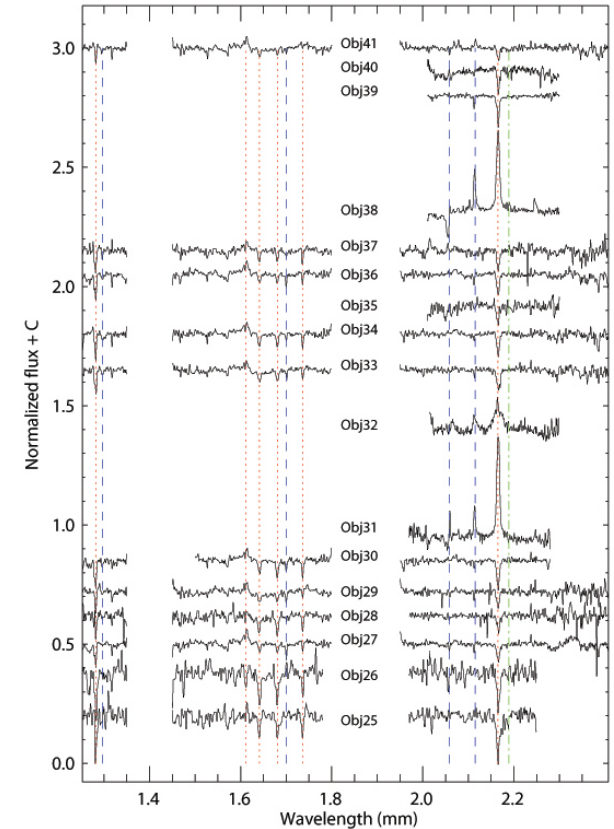 3.0
Obj41
Obj40
Obj39
2.5
Obj38
Obj37
Obj36
2.0
Obj35
Obj34
Obj33
1.5
Obj32
1.0
Obj31
Obj30
Obj29
Obj28
0.5
Obj27
Obj26
Obj25
0.0
1.4 1.6 1.8 2.0 2.2
Wavelength (mm)
Normalized flux + C